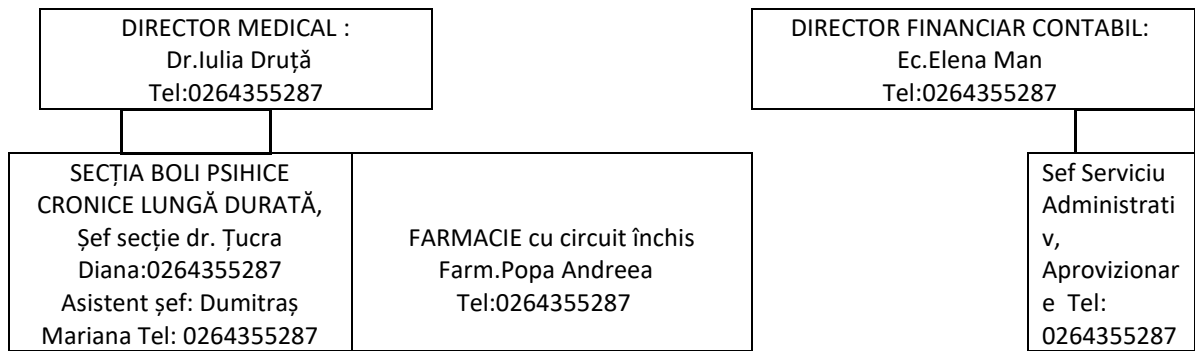 DIRECTOR MEDICAL :
Dr.Iulia Druță
Tel:0264355287
DIRECTOR FINANCIAR CONTABIL:
Ec.Elena Man
Tel:0264355287
SECȚIA BOLI PSIHICE
CRONICE LUNGĂ DURATĂ,
Șef secție dr. Țucra
Diana:0264355287
Asistent șef: Dumitraș
Mariana Tel: 0264355287
FARMACIE cu circuit închis
Farm.Popa Andreea
Tel:0264355287
Sef Serviciu
Administrati
v,
Aprovizionar
e Tel:
0264355287